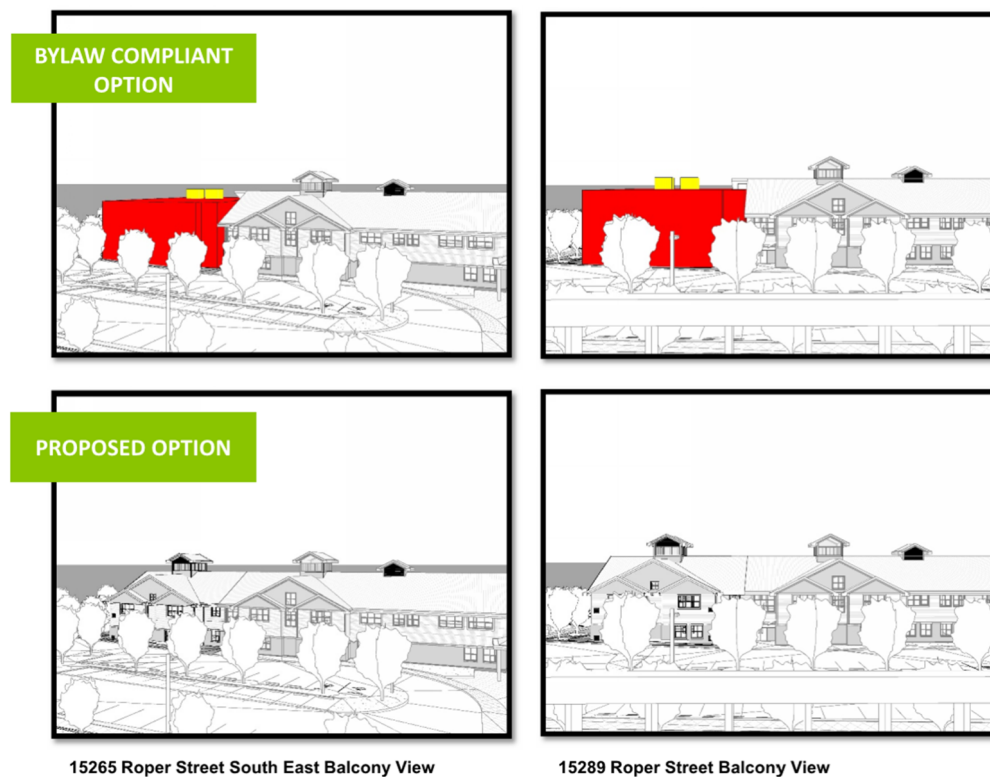 BYLAW COMPLIANT
OPTION
PROPOSED OPTION
15265 Roper Street South East Balcony View
15289 Roper Street Balcony View